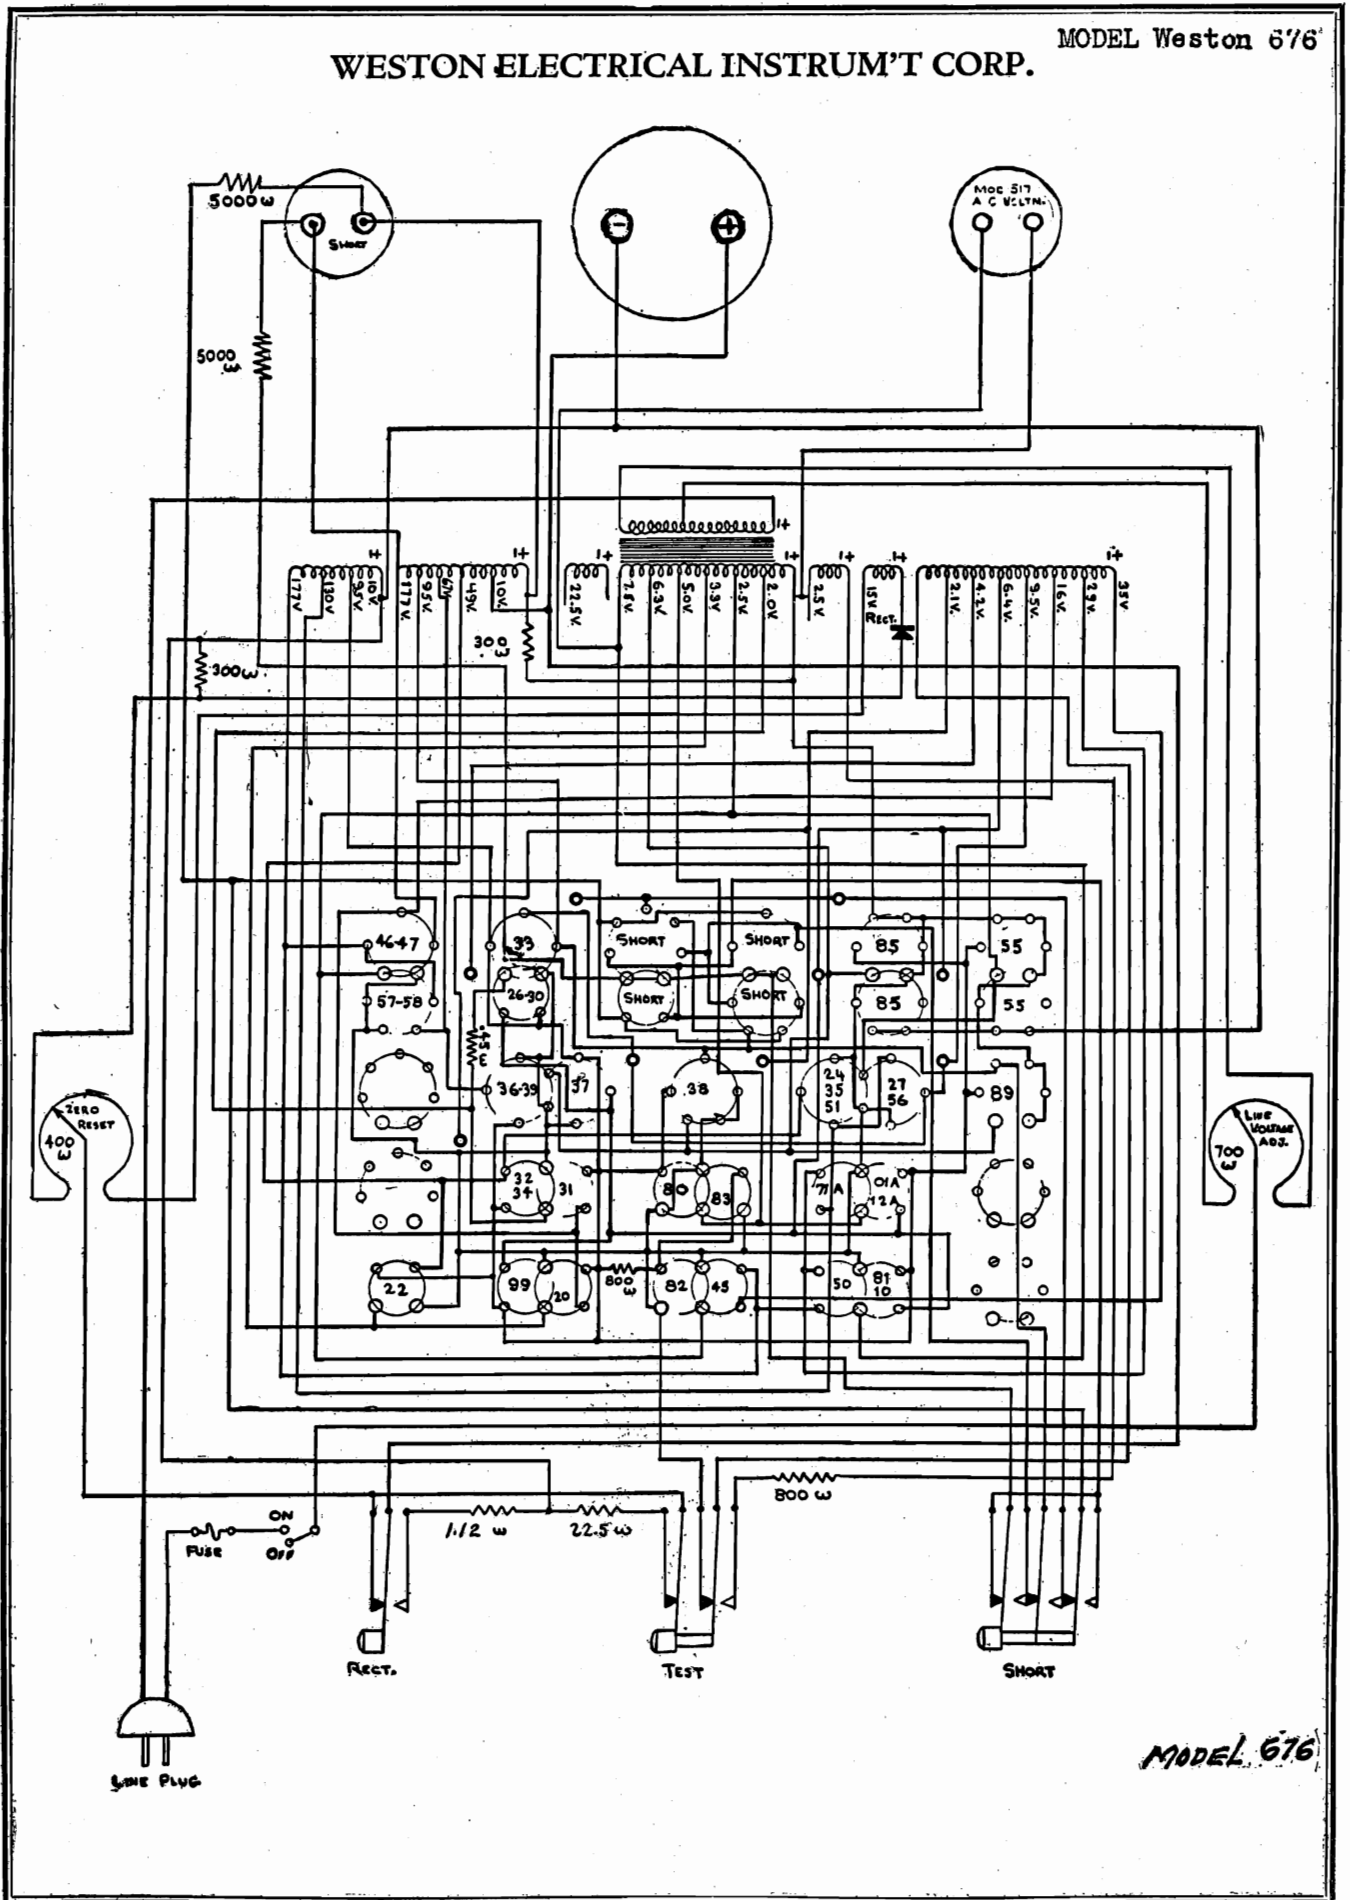 MODEL Weston 676
WESTON ELECTRICAL INSTRUM'T CORP.
5000 ω
SHORT
-
+
MOD 517
A C VOLTM.
5000
ω
177V
130V
95V
10V
177V.
95V.
67V
49V.
10V.
22.5V.
7.5V.
6.3V.
5.0V.
3.3V.
2.5V.
2.0V.
2.5V.
15V
RECT.
2.1V.
4.2V.
6.4V.
9.5V.
16V.
29V.
35V
300 ω
300 ω
46-47
33
SHORT
SHORT
85
55
57-58
26-30
SHORT
SHORT
85
55
36-39
37
38
24
35
51
27
56
89
ZERO
RESET
400
ω
LINE
VOLTAGE
ADJ.
700
ω
32
34
31
80
83
71A
01A
12A
22
99
20
800
ω
82
45
50
81
10
800 ω
ON
OFF
FUSE
1.12 ω
22.5 ω
RECT.
TEST
SHORT
LINE PLUG
MODEL 676